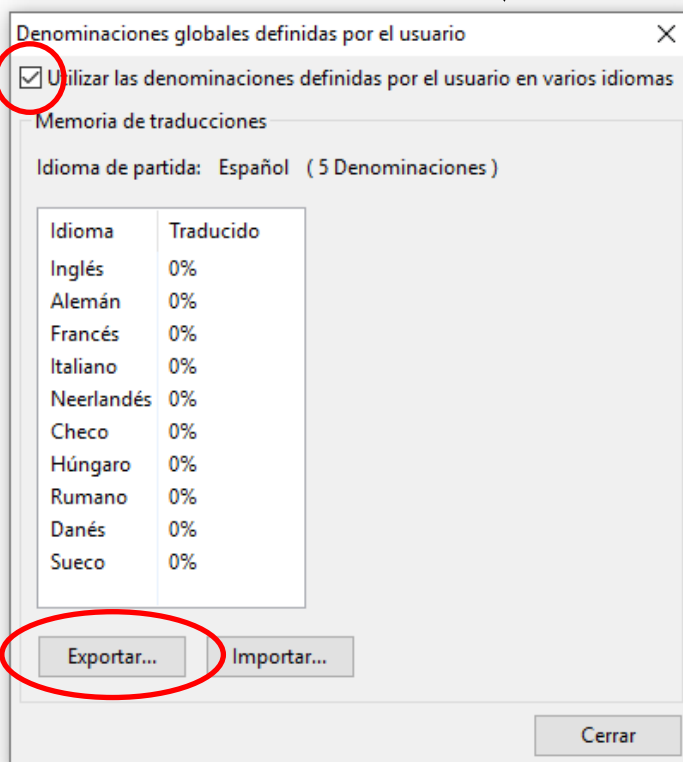 Denominaciones globales definidas por el usuario
Utilizar las denominaciones definidas por el usuario en varios idiomas
Memoria de traducciones
Idioma de partida: Español ( 5 Denominaciones )
Idioma Traducido
Inglés 0%
Alemán 0%
Francés 0%
Italiano 0%
Neerlandés 0%
Checo 0%
Húngaro 0%
Rumano 0%
Danés 0%
Sueco 0%
Exportar... Importar...
Cerrar